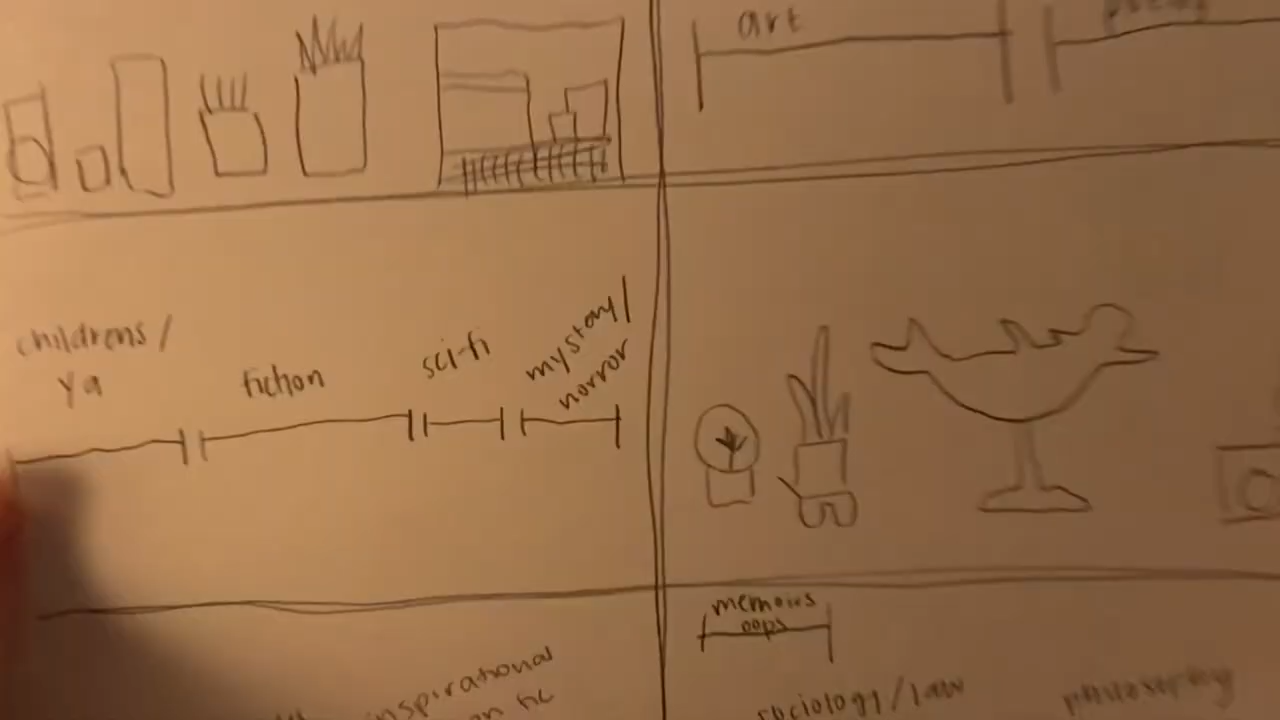 art
childrens/
ya
fiction
sci-fi
mystery/
horror
memoirs
oops
inspirational
sociology/law
philosophy